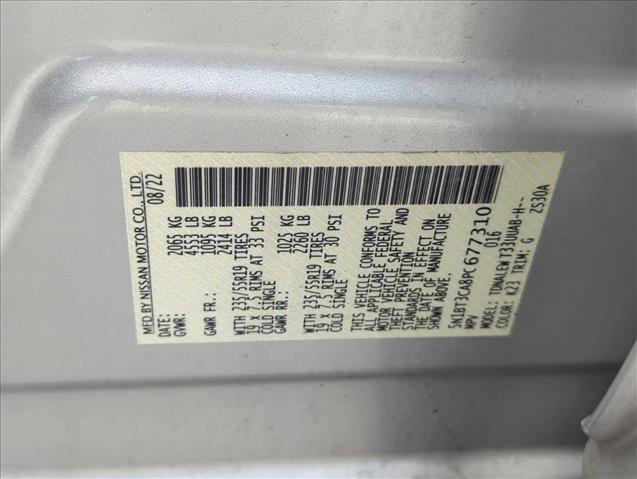 MFD.BY NISSAN MOTOR CO., LTD.
DATE: 08/22
GVWR: 2065 KG
4553 LB
GAWR FR: 1095 KG
2414 LB
WITH 235/55R19 TIRES
19 X 7.5 RIMS AT 33 PSI
COLD SINGLE
GAWR RR: 1025 KG
2260 LB
WITH 235/55R19 TIRES
19 X 7.5 RIMS AT 30 PSI
COLD SINGLE
THIS VEHICLE CONFORMS TO
ALL APPLICABLE FEDERAL
MOTOR VEHICLE SAFETY AND
THEFT PREVENTION
STANDARDS IN EFFECT ON
THE DATE OF MANUFACTURE
SHOWN ABOVE.
5N1BT3CA8PC677310
MPV 016
MODEL: Y33UAB-H--
COLOR: K23 TRIM: G ZS30A